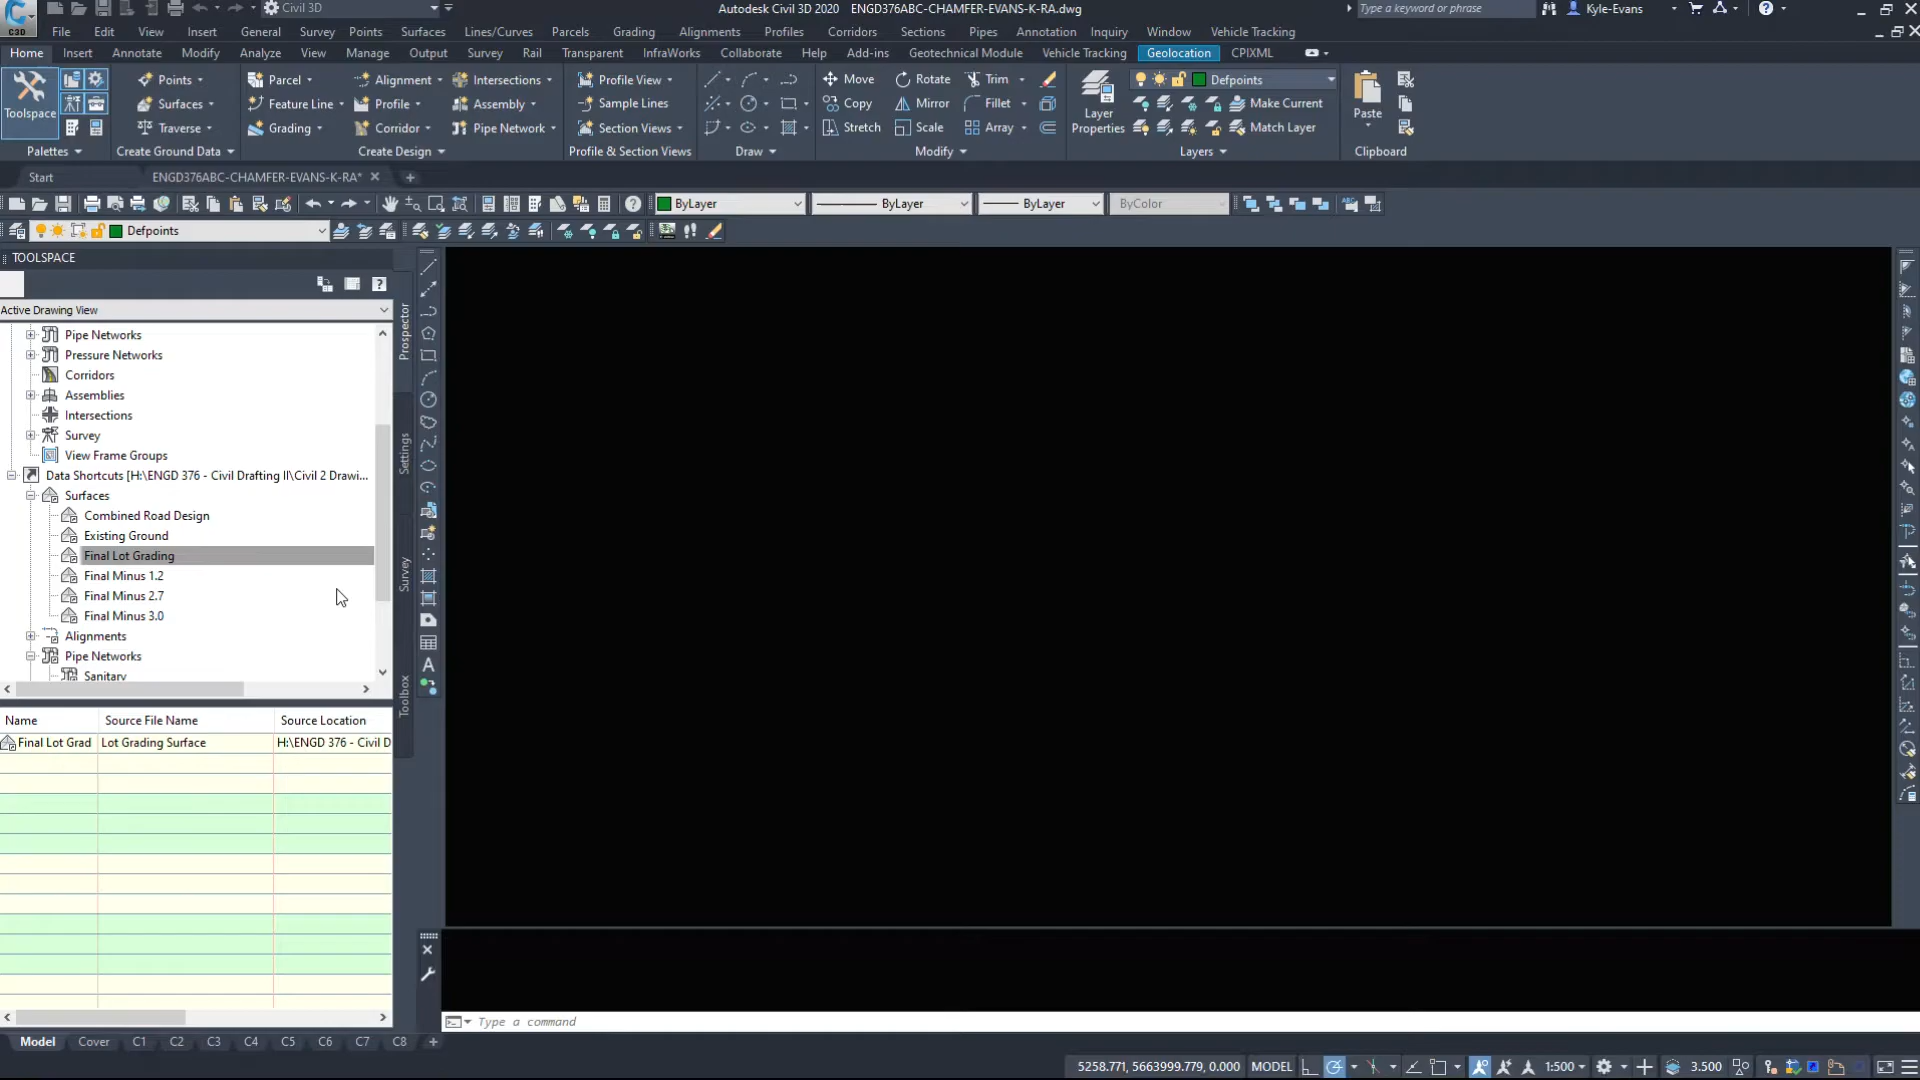 Civil 3D
Autodesk Civil 3D 2020 ENGD376ABC-CHAMFER-EVANS-K-RA.dwg
Type a keyword or phrase
Kyle-Evans
C3D
File Edit View Insert General Survey Points Surfaces Lines/Curves Parcels Grading Alignments Profiles Corridors Sections Pipes Annotation Inquiry Window Vehicle Tracking
Home Insert Annotate Modify Analyze View Manage Output Survey Rail Transparent InfraWorks Collaborate Help Add-ins Geotechnical Module Vehicle Tracking Geolocation CPIXML
Toolspace
Palettes
Points
Surfaces
Traverse
Create Ground Data
Parcel
Feature Line
Grading
Alignment
Profile
Corridor
Intersections
Assembly
Pipe Network
Create Design
Profile View
Sample Lines
Section Views
Profile & Section Views
Draw
Move
Copy
Stretch
Rotate
Mirror
Scale
Trim
Fillet
Array
Modify
Layer
Properties
Defpoints
Make Current
Match Layer
Layers
Paste
Clipboard
Start
ENGD376ABC-CHAMFER-EVANS-K-RA*
ByLayer
ByLayer
ByLayer
ByColor
Defpoints
TOOLSPACE
Active Drawing View
Pipe Networks
Pressure Networks
Corridors
Assemblies
Intersections
Survey
View Frame Groups
Data Shortcuts [H:\ENGD 376 - Civil Drafting II\Civil 2 Drawi...
Surfaces
Combined Road Design
Existing Ground
Final Lot Grading
Final Minus 1.2
Final Minus 2.7
Final Minus 3.0
Alignments
Pipe Networks
Sanitary
Prospector
Settings
Survey
Toolbox
Name Source File Name Source Location
Final Lot Grad Lot Grading Surface H:\ENGD 376 - Civil D
Type a command
Model Cover C1 C2 C3 C4 C5 C6 C7 C8
5258.771, 5663999.779, 0.000 MODEL 1:500 3.500